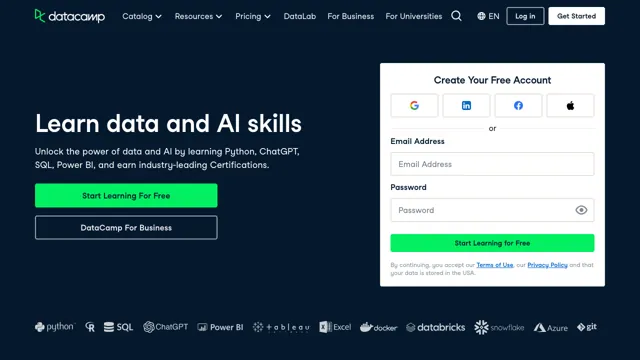 datacamp Catalog Resources Pricing DataLab For Business For Universities EN Log in Get Started
Learn data and AI skills
Unlock the power of data and AI by learning Python, ChatGPT,
SQL, Power BI, and earn industry-leading Certifications.
Start Learning For Free
DataCamp For Business
Create Your Free Account
or
Email Address
Email Address
Password
Password
Start Learning for Free
By continuing, you accept our Terms of Use, our Privacy Policy and that
your data is stored in the USA.
python R SQL ChatGPT Power BI tableau Excel docker databricks snowflake Azure git